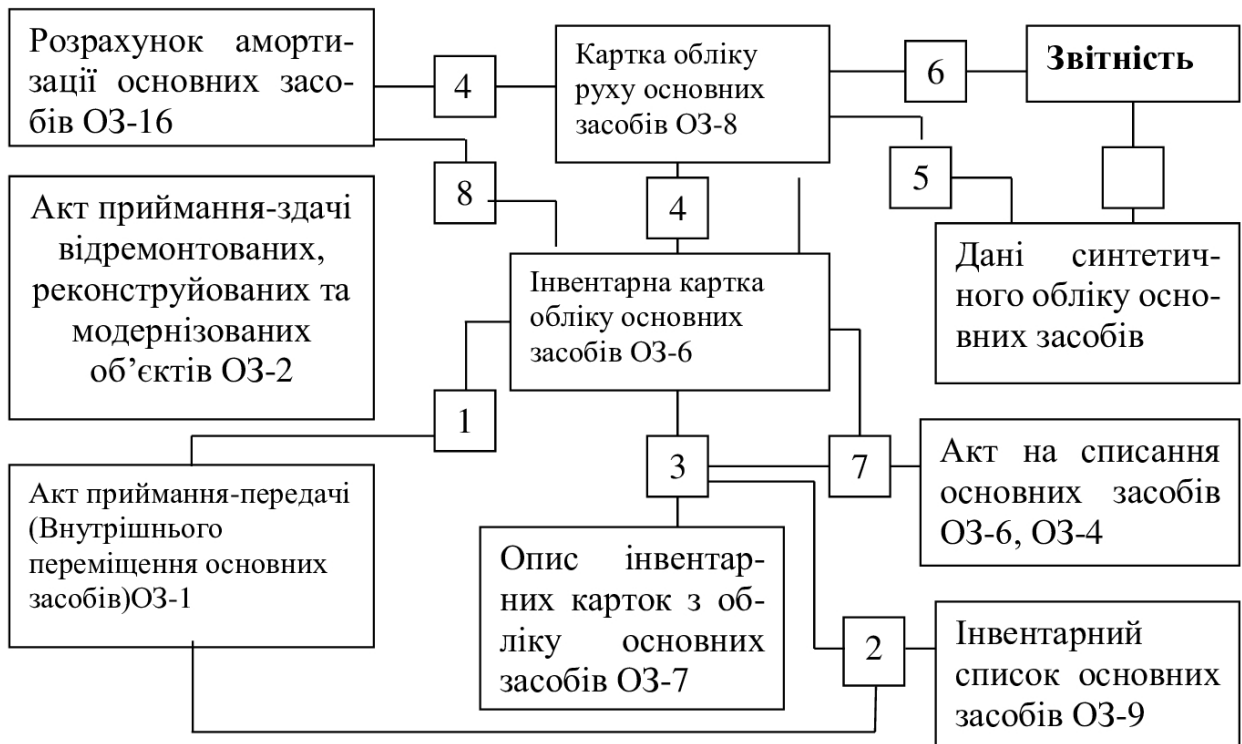 Розрахунок аморти-
зації основних засо-
бів ОЗ-16
4
Картка обліку
руху основних
засобів ОЗ-8
6
Звітність
8
4
5
Акт приймання-здачі
відремонтованих,
реконструйованих та
модернізованих
об’єктів ОЗ-2
Інвентарна картка
обліку основних
засобів ОЗ-6
Дані синтетич-
ного обліку осно-
вних засобів
1
3
7
Акт на списання
основних засобів
ОЗ-6, ОЗ-4
Акт приймання-передачі
(Внутрішнього
переміщення основних
засобів)ОЗ-1
Опис інвентар-
них карток з об-
ліку основних
засобів ОЗ-7
2
Інвентарний
список основних
засобів ОЗ-9